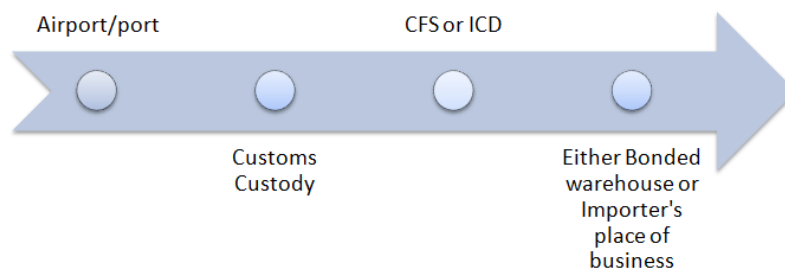 Airport/port
CFS or ICD
Customs
Custody
Either Bonded
warehouse or
Importer's
place of
business